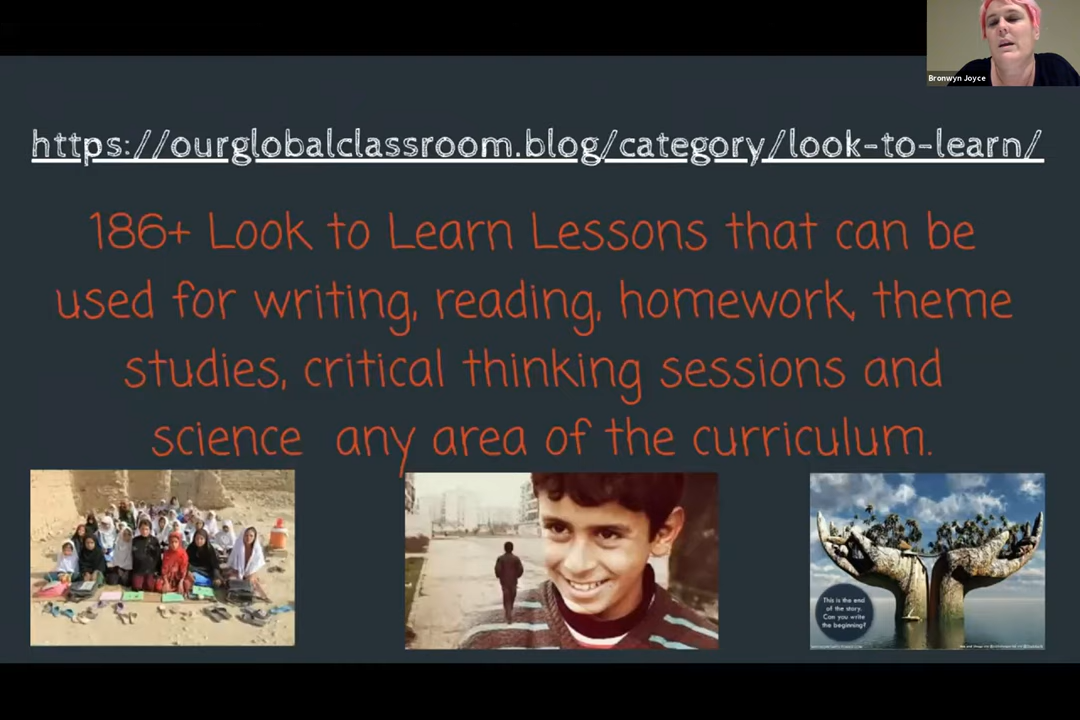 Bronwyn Joyce
https://ourglobalclassroom.blog/category/look-to-learn/
186+ Look to Learn Lessons that can be
used for writing, reading, homework, theme
studies, critical thinking sessions and
science any area of the curriculum.
This is the end
of the story.
Can you write
the beginning?